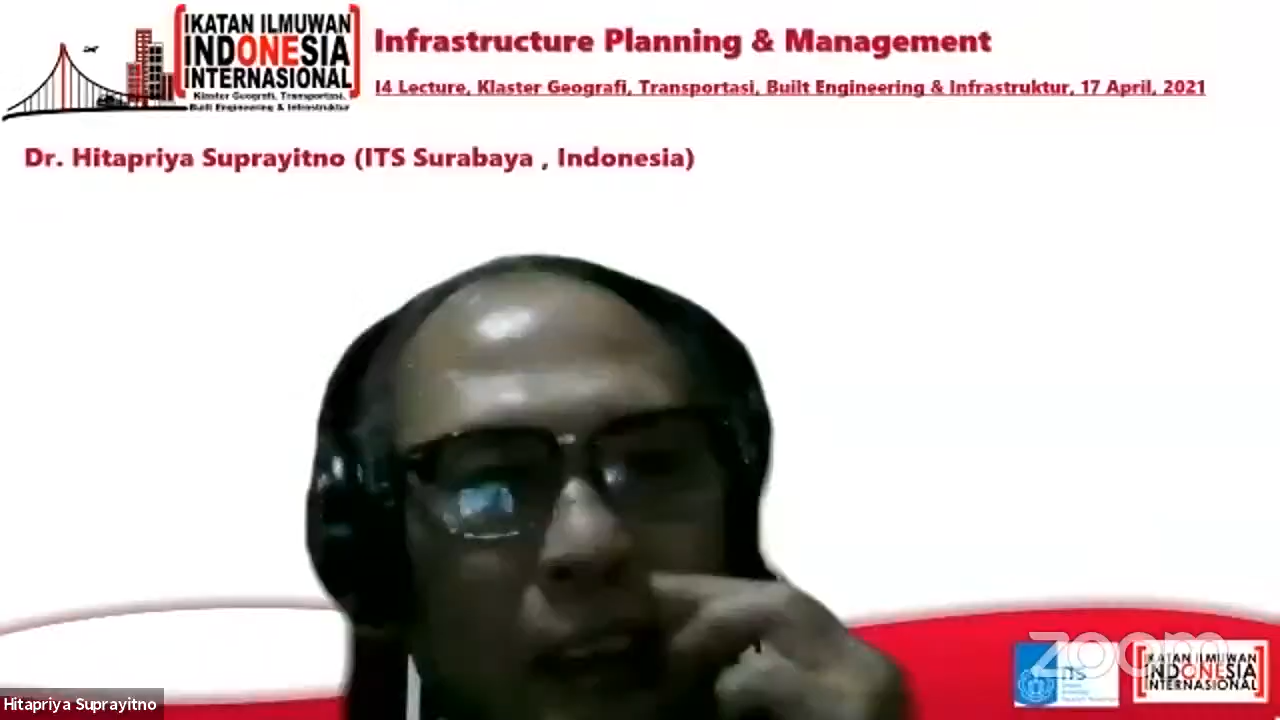 IKATAN ILMUWAN
INDONESIA
INTERNASIONAL
Klaster Geografi, Transportasi,
Built Engineering & Infrastruktur
Infrastructure Planning & Management
I4 Lecture, Klaster Geografi, Transportasi, Built Engineering & Infrastruktur, 17 April, 2021
Dr. Hitapriya Suprayitno (ITS Surabaya , Indonesia)
zoom
ITS
IKATAN ILMUWAN
INDONESIA
INTERNASIONAL
Hitapriya Suprayitno